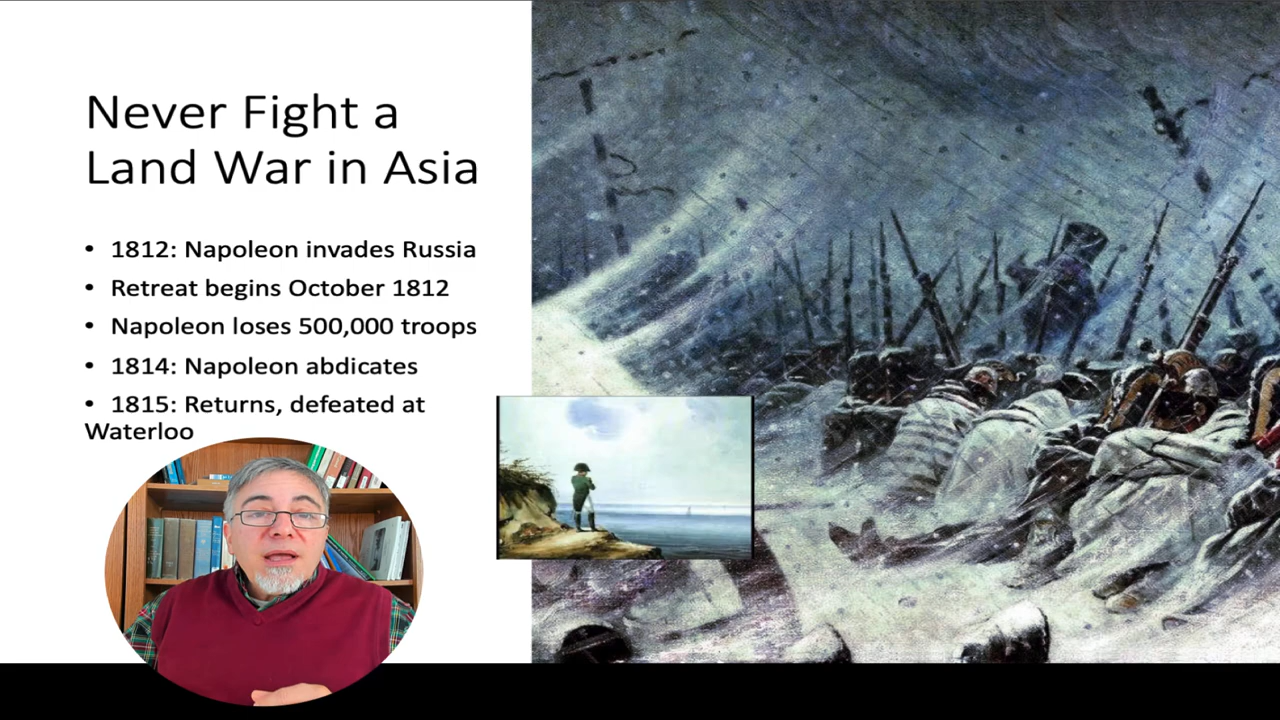 Never Fight a
Land War in Asia
• 1812: Napoleon invades Russia
• Retreat begins October 1812
• Napoleon loses 500,000 troops
• 1814: Napoleon abdicates
• 1815: Returns, defeated at
Waterloo